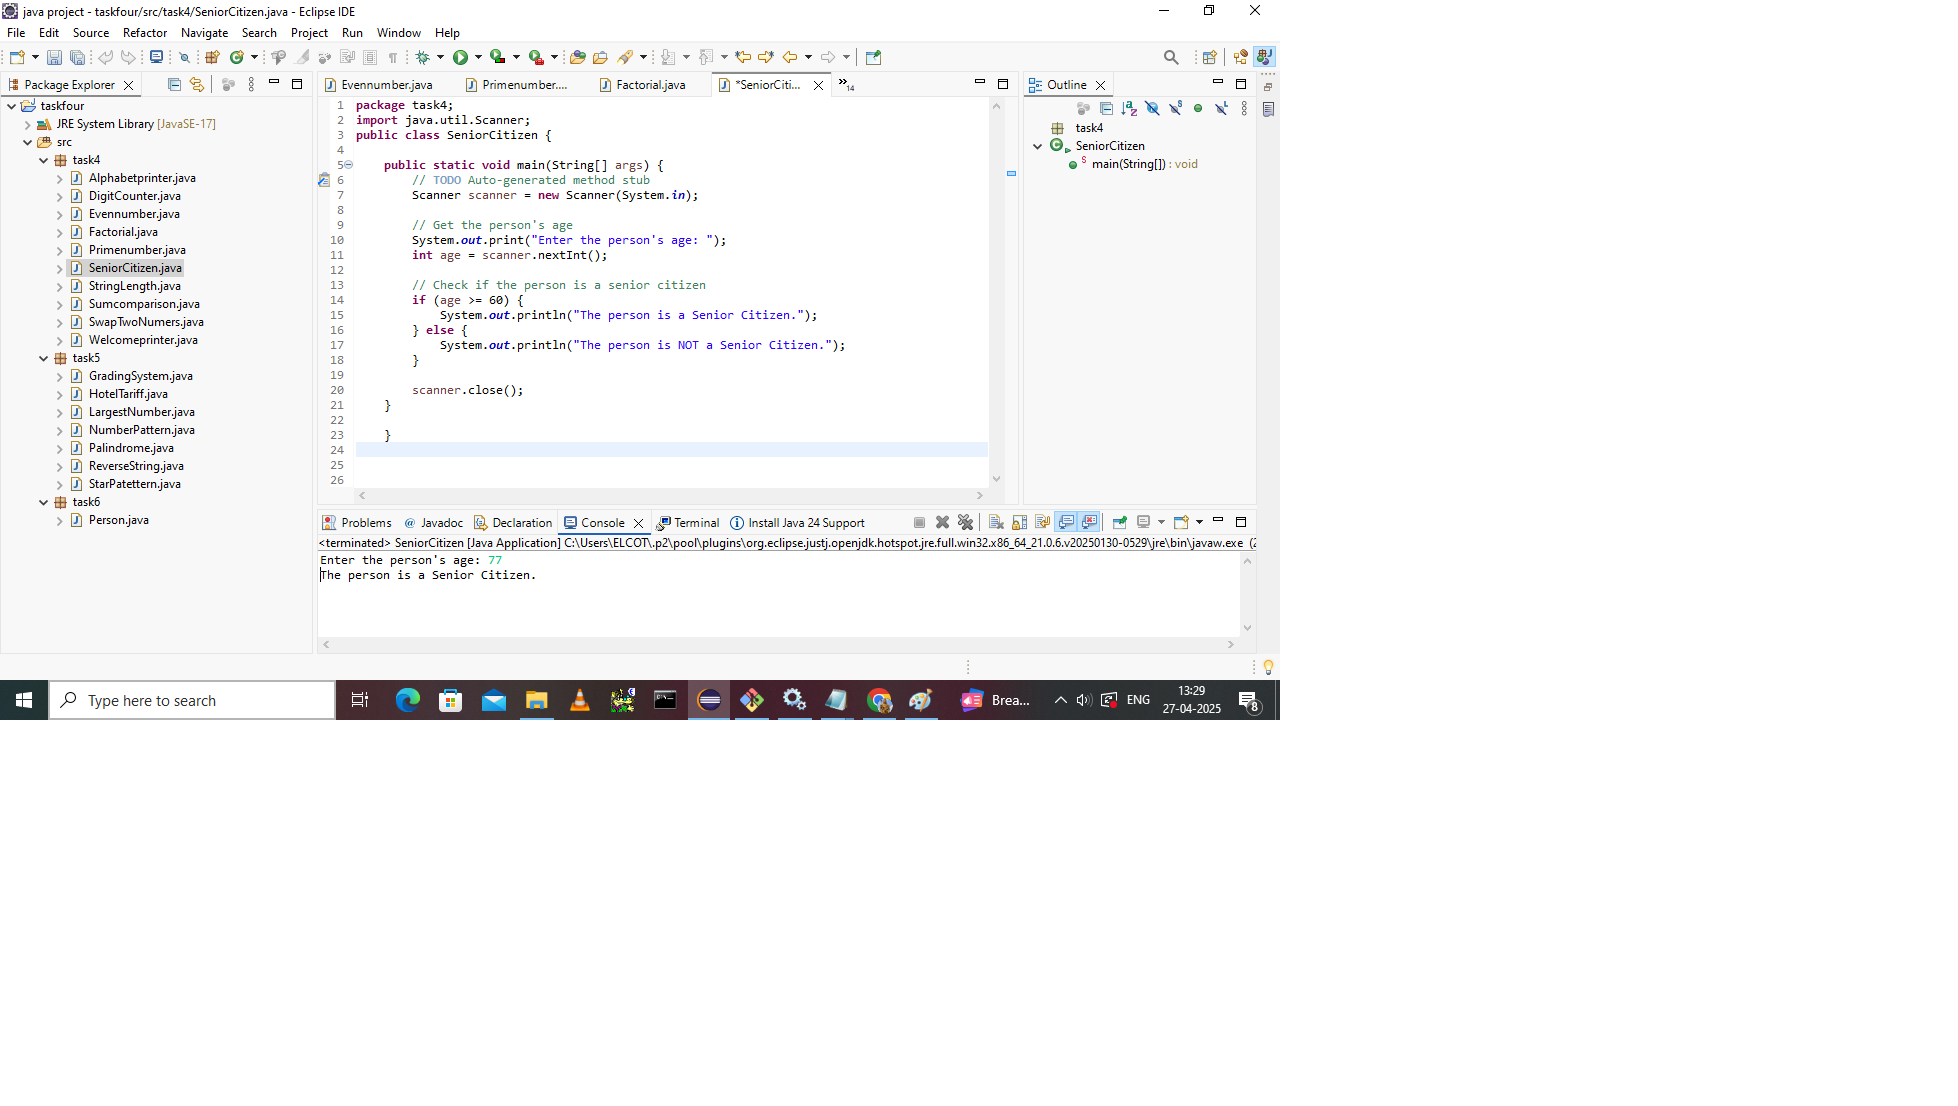 java project - taskfour/src/task4/SeniorCitizen.java - Eclipse IDE
File Edit Source Refactor Navigate Search Project Run Window Help
Package Explorer
taskfour
JRE System Library [JavaSE-17]
src
task4
Alphabetprinter.java
DigitCounter.java
Evennumber.java
Factorial.java
Primenumber.java
SeniorCitizen.java
StringLength.java
Sumcomparison.java
SwapTwoNumers.java
Welcomeprinter.java
task5
GradingSystem.java
HotelTariff.java
LargestNumber.java
NumberPattern.java
Palindrome.java
ReverseString.java
StarPatettern.java
task6
Person.java
Evennumber.java Primenumber.... Factorial.java *SeniorCiti... »14
1 package task4;
2 import java.util.Scanner;
3 public class SeniorCitizen {
4
5 public static void main(String[] args) {
6 // TODO Auto-generated method stub
7 Scanner scanner = new Scanner(System.in);
8
9 // Get the person's age
10 System.out.print("Enter the person's age: ");
11 int age = scanner.nextInt();
12
13 // Check if the person is a senior citizen
14 if (age >= 60) {
15 System.out.println("The person is a Senior Citizen.");
16 } else {
17 System.out.println("The person is NOT a Senior Citizen.");
18 }
19
20 scanner.close();
21 }
22
23 }
24
25
26
Outline
task4
SeniorCitizen
main(String[]) : void
Problems @ Javadoc Declaration Console Terminal Install Java 24 Support
<terminated> SeniorCitizen [Java Application] C:\Users\ELCOT\.p2\pool\plugins\org.eclipse.justj.openjdk.hotspot.jre.full.win32.x86_64_21.0.6.v20250130-0529\jre\bin\javaw.exe (2
Enter the person's age: 77
The person is a Senior Citizen.
Type here to search
Brea...
ENG
13:29
27-04-2025
8